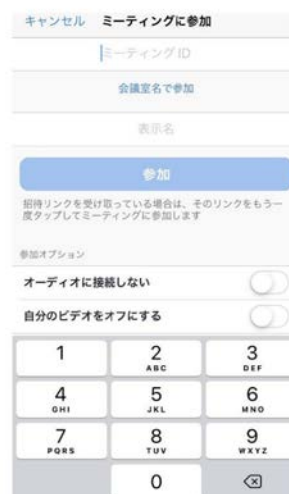 キャンセル ミーティングに参加
ミーティング ID
会議室名で参加
表示名
参加
招待リンクを受け取っている場合は、そのリンクをもう一
度タップしてミーティングに参加します
参加オプション
オーディオに接続しない
自分のビデオをオフにする
1 2 3
ABC DEF
4 5 6
GHI JKL MNO
7 8 9
PQRS TUV WXYZ
0